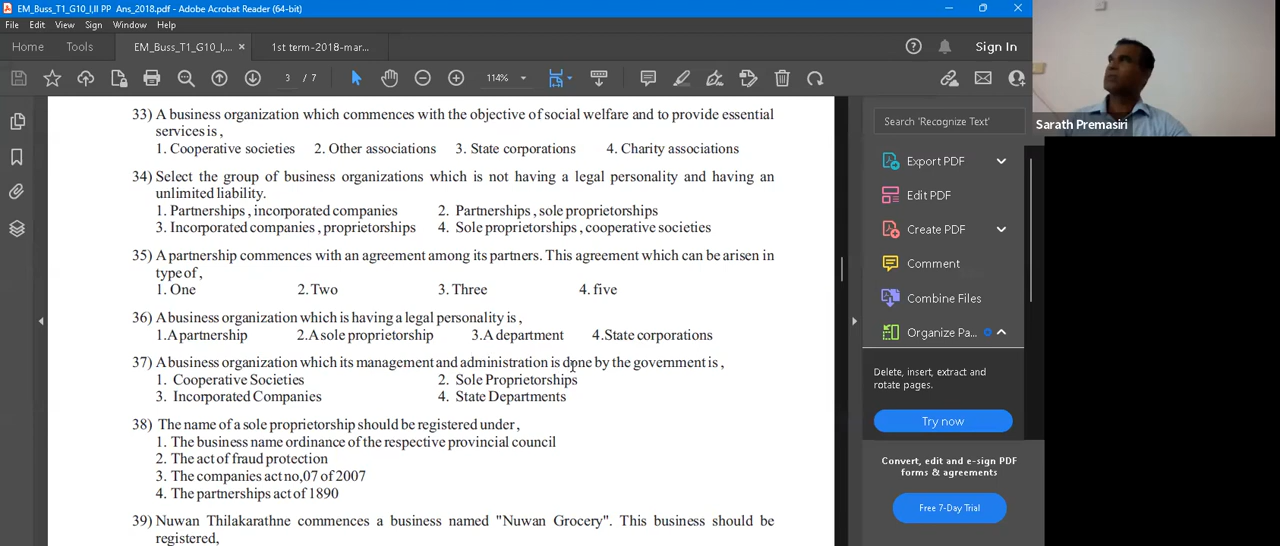 EM_Buss_T1_G10_I,II PP Ans_2018.pdf - Adobe Acrobat Reader (64-bit)
File Edit View Sign Window Help
Home Tools EM_Buss_T1_G10_I,... × 1st term-2018-mar... Sign In
3 / 7 114%
Sarath Premasiri
33) A business organization which commences with the objective of social welfare and to provide essential
services is ,
1. Cooperative societies 2. Other associations 3. State corporations 4. Charity associations
34) Select the group of business organizations which is not having a legal personality and having an
unlimited liability.
1. Partnerships , incorporated companies 2. Partnerships , sole proprietorships
3. Incorporated companies , proprietorships 4. Sole proprietorships , cooperative societies
35) A partnership commences with an agreement among its partners. This agreement which can be arisen in
type of ,
1. One 2. Two 3. Three 4. five
36) A business organization which is having a legal personality is ,
1. A partnership 2. A sole proprietorship 3. A department 4. State corporations
37) A business organization which its management and administration is done by the government is ,
1. Cooperative Societies 2. Sole Proprietorships
3. Incorporated Companies 4. State Departments
38) The name of a sole proprietorship should be registered under ,
1. The business name ordinance of the respective provincial council
2. The act of fraud protection
3. The companies act no,07 of 2007
4. The partnerships act of 1890
39) Nuwan Thilakarathne commences a business named "Nuwan Grocery". This business should be
registered,
Search 'Recognize Text'
Export PDF
Edit PDF
Create PDF
Comment
Combine Files
Organize Pa...
Delete, insert, extract and
rotate pages.
Try now
Convert, edit and e-sign PDF
forms & agreements
Free 7-Day Trial